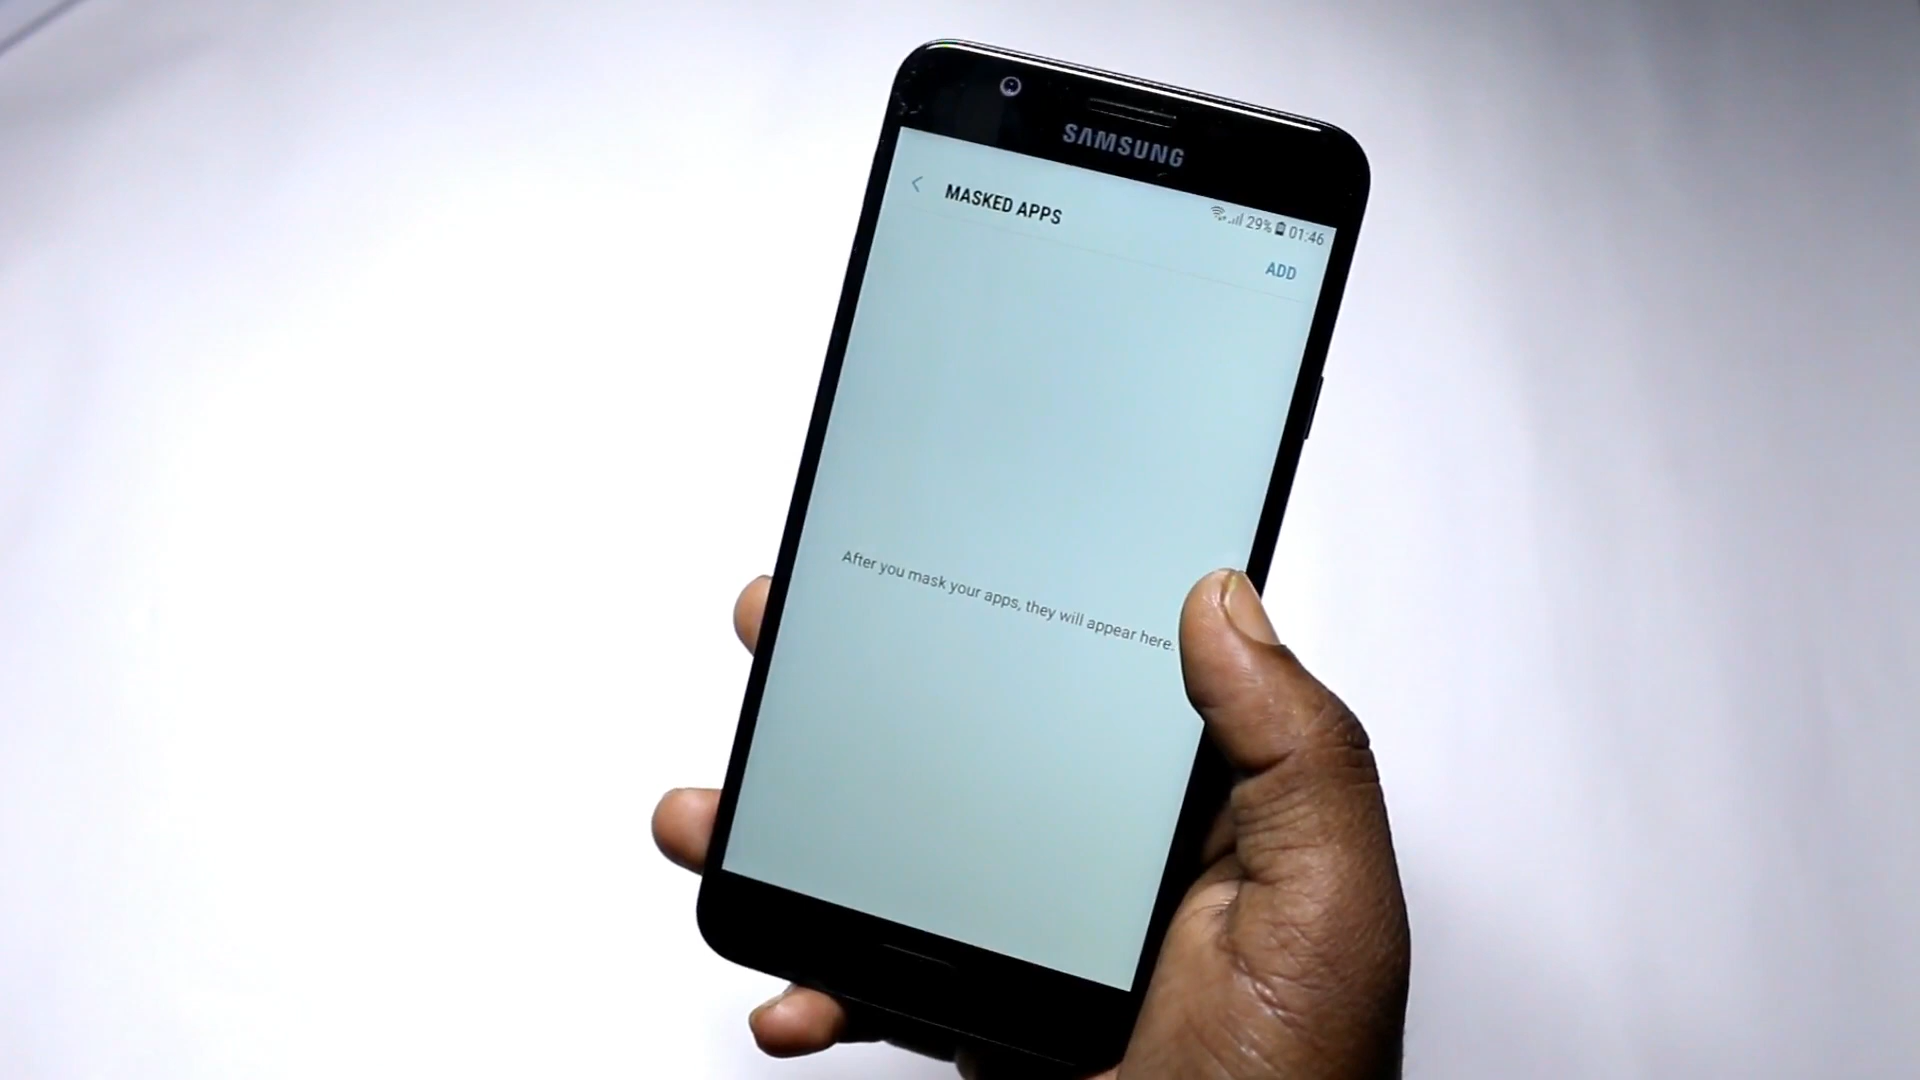 SAMSUNG
MASKED APPS
29% 01:46
ADD
After you mask your apps, they will appear here.